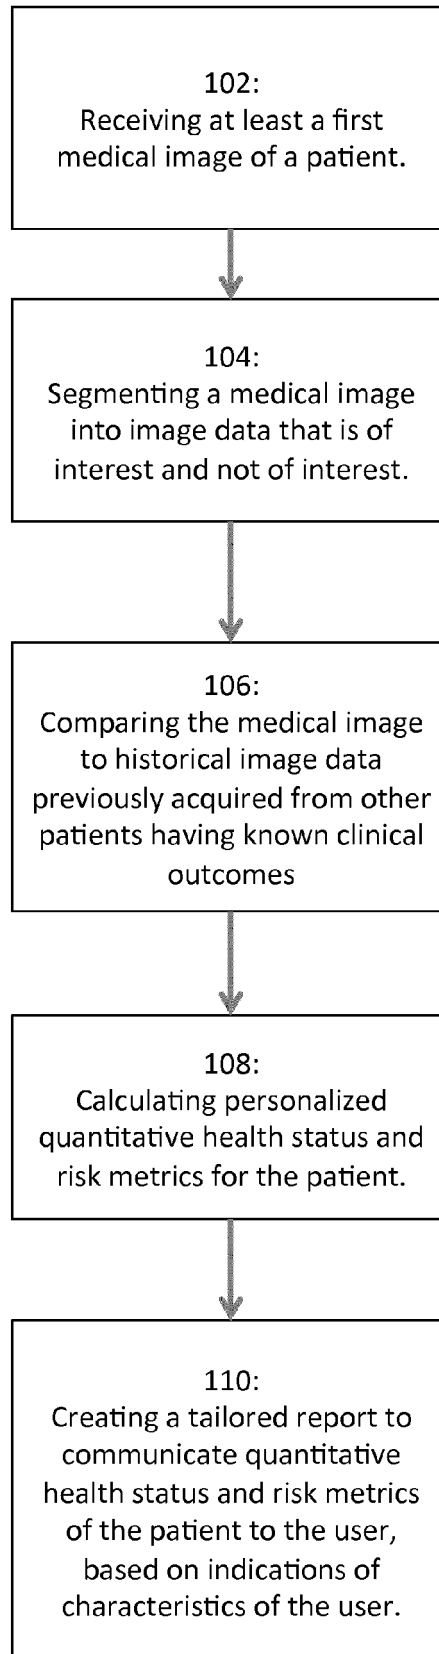 102:
Receiving at least a first
medical image of a patient.
104:
Segmenting a medical image
into image data that is of
interest and not of interest.
106:
Comparing the medical image
to historical image data
previously acquired from other
patients having known clinical
outcomes
108:
Calculating personalized
quantitative health status and
risk metrics for the patient.
110:
Creating a tailored report to
communicate quantitative
health status and risk metrics
of the patient to the user,
based on indications of
characteristics of the user.